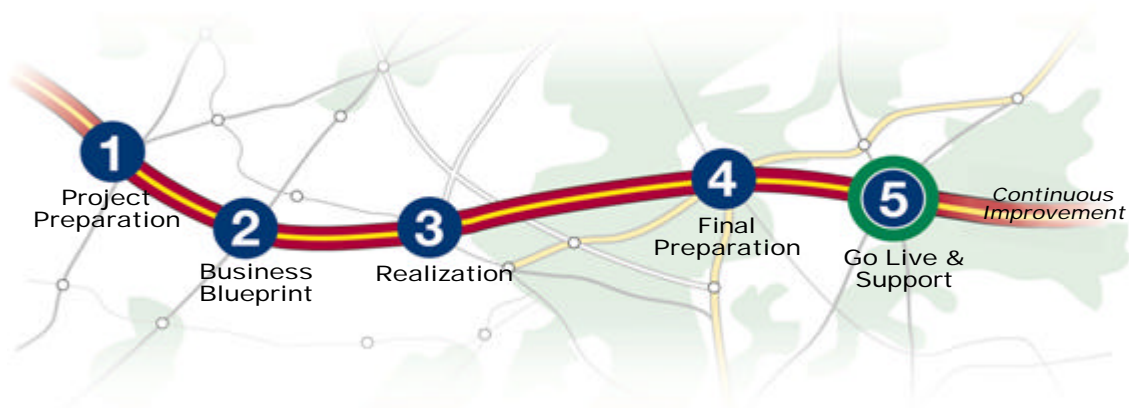 1
Project
Preparation
2
Business
Blueprint
3
Realization
4
Final
Preparation
5
Go Live &
Support
Continuous
Improvement